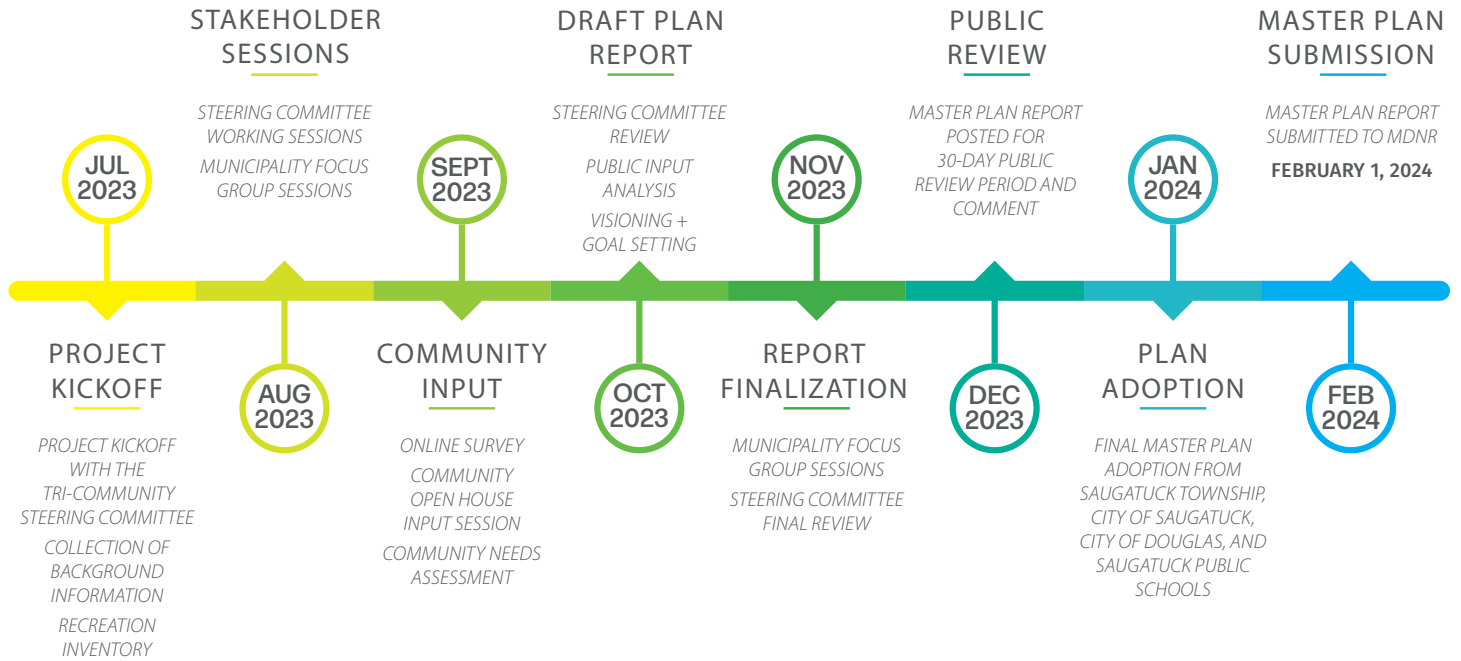 JUL
2023
PROJECT
KICKOFF
PROJECT KICKOFF
WITH THE
TRI-COMMUNITY
STEERING COMMITTEE
COLLECTION OF
BACKGROUND
INFORMATION
RECREATION
INVENTORY
STAKEHOLDER
SESSIONS
STEERING COMMITTEE
WORKING SESSIONS
MUNICIPALITY FOCUS
GROUP SESSIONS
AUG
2023
SEPT
2023
COMMUNITY
INPUT
ONLINE SURVEY
COMMUNITY
OPEN HOUSE
INPUT SESSION
COMMUNITY NEEDS
ASSESSMENT
DRAFT PLAN
REPORT
STEERING COMMITTEE
REVIEW
PUBLIC INPUT
ANALYSIS
VISIONING +
GOAL SETTING
OCT
2023
NOV
2023
REPORT
FINALIZATION
MUNICIPALITY FOCUS
GROUP SESSIONS
STEERING COMMITTEE
FINAL REVIEW
PUBLIC
REVIEW
MASTER PLAN REPORT
POSTED FOR
30-DAY PUBLIC
REVIEW PERIOD AND
COMMENT
DEC
2023
JAN
2024
PLAN
ADOPTION
FINAL MASTER PLAN
ADOPTION FROM
SAUGATUCK TOWNSHIP,
CITY OF SAUGATUCK,
CITY OF DOUGLAS, AND
SAUGATUCK PUBLIC
SCHOOLS
MASTER PLAN
SUBMISSION
MASTER PLAN REPORT
SUBMITTED TO MDNR
FEBRUARY 1, 2024
FEB
2024